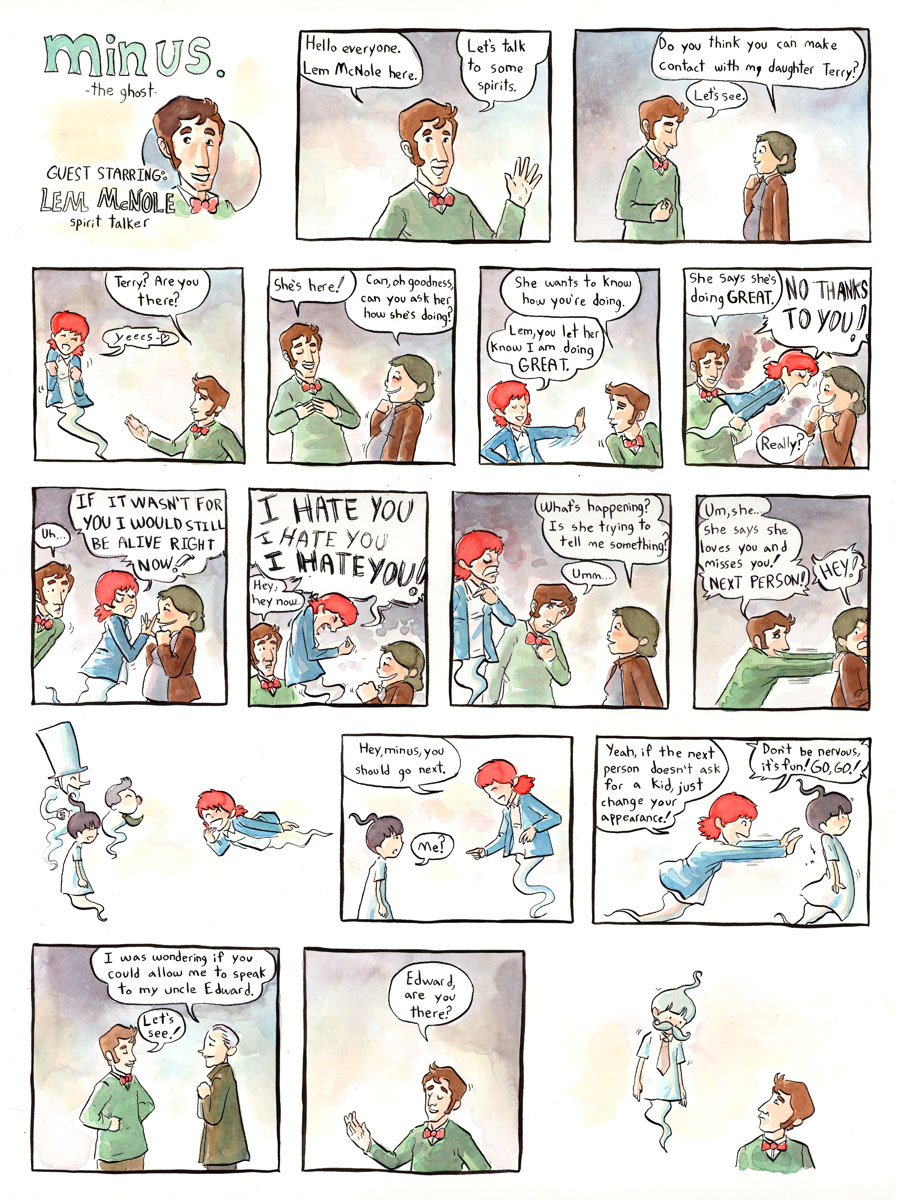 minus.
-the ghost-
GUEST STARRING:
LEM McNOLE
spirit talker
Hello everyone.
Lem McNole here.
Let's talk
to some
spirits.
Do you think you can make
contact with my daughter Terry?
Let's see.
Terry? Are you
there?
yeees-♡
She's here!
Can, oh goodness,
can you ask her
how she's doing?
She wants to know
how you're doing.
Lem, you let her
know I am doing
GREAT.
She says she's
doing GREAT.
NO THANKS
TO YOU!
Really?
Uh...
IF IT WASN'T FOR
YOU I WOULD STILL
BE ALIVE RIGHT
NOW!
I HATE YOU
I HATE YOU
I HATE YOU!
Hey,
hey now.
What's happening?
Is she trying to
tell me something?
Umm...
Um, she...
she says she
loves you and
misses you!
NEXT PERSON!
HEY!
Hey, minus, you
should go next.
Me?
Yeah, if the next
person doesn't ask
for a kid, just
change your
appearance!
Don't be nervous,
it's fun! GO, GO!
I was wondering if you
could allow me to speak
to my uncle Edward.
Let's
see!
Edward,
are you
there?